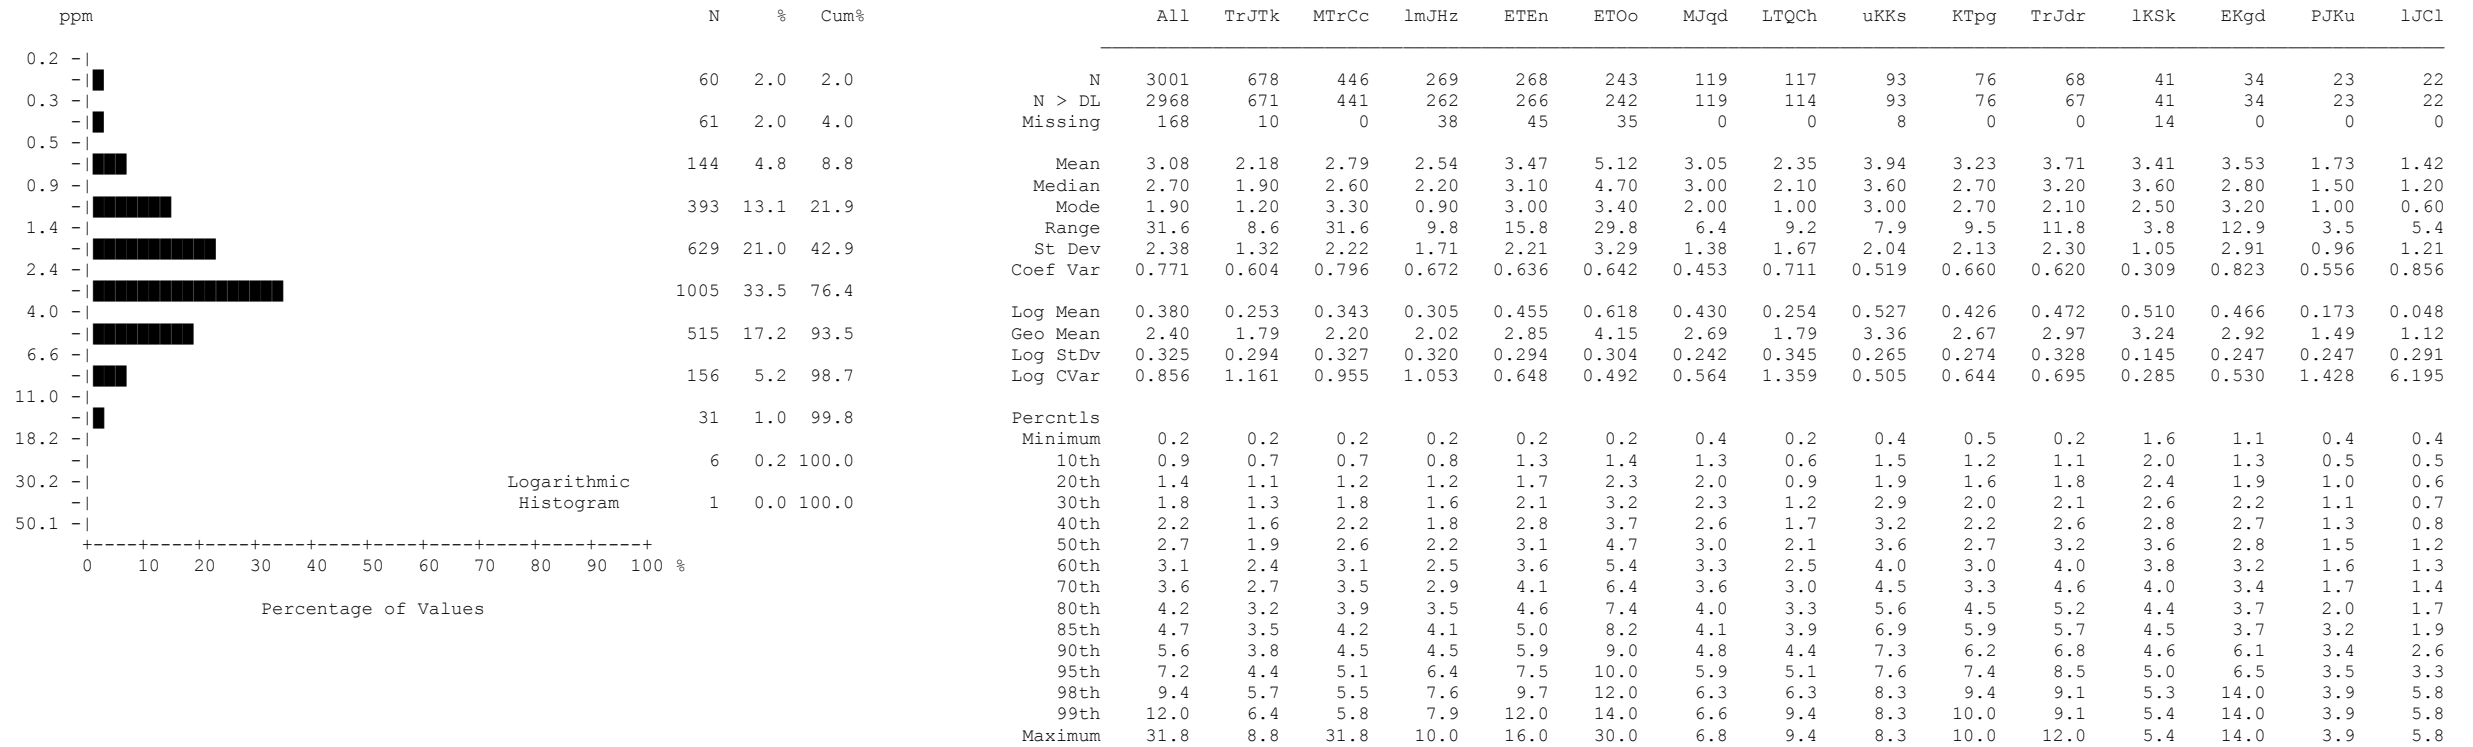 ppm N % Cum% All TrJTk MTrCc lmJHz ETEn ETOo MJqd LTQCh uKKs KTpg TrJdr lKSk EKgd PJKu lJCl
0.2 -|
-| 60 2.0 2.0 N 3001 678 446 269 268 243 119 117 93 76 68 41 34 23 22
0.3 -| N > DL 2968 671 441 262 266 242 119 114 93 76 67 41 34 23 22
-| 61 2.0 4.0 Missing 168 10 0 38 45 35 0 0 8 0 0 14 0 0 0
0.5 -|
-| 144 4.8 8.8 Mean 3.08 2.18 2.79 2.54 3.47 5.12 3.05 2.35 3.94 3.23 3.71 3.41 3.53 1.73 1.42
0.9 -| Median 2.70 1.90 2.60 2.20 3.10 4.70 3.00 2.10 3.60 2.70 3.20 3.60 2.80 1.50 1.20
-| 393 13.1 21.9 Mode 1.90 1.20 3.30 0.90 3.00 3.40 2.00 1.00 3.00 2.70 2.10 2.50 3.20 1.00 0.60
1.4 -| Range 31.6 8.6 31.6 9.8 15.8 29.8 6.4 9.2 7.9 9.5 11.8 3.8 12.9 3.5 5.4
-| 629 21.0 42.9 St Dev 2.38 1.32 2.22 1.71 2.21 3.29 1.38 1.67 2.04 2.13 2.30 1.05 2.91 0.96 1.21
2.4 -| Coef Var 0.771 0.604 0.796 0.672 0.636 0.642 0.453 0.711 0.519 0.660 0.620 0.309 0.823 0.556 0.856
-| 1005 33.5 76.4
4.0 -| Log Mean 0.380 0.253 0.343 0.305 0.455 0.618 0.430 0.254 0.527 0.426 0.472 0.510 0.466 0.173 0.048
-| 515 17.2 93.5 Geo Mean 2.40 1.79 2.20 2.02 2.85 4.15 2.69 1.79 3.36 2.67 2.97 3.24 2.92 1.49 1.12
6.6 -| Log StDv 0.325 0.294 0.327 0.320 0.294 0.304 0.242 0.345 0.265 0.274 0.328 0.145 0.247 0.247 0.291
-| 156 5.2 98.7 Log CVar 0.856 1.161 0.955 1.053 0.648 0.492 0.564 1.359 0.505 0.644 0.695 0.285 0.530 1.428 6.195
11.0 -|
-| 31 1.0 99.8 Percntls
18.2 -| Minimum 0.2 0.2 0.2 0.2 0.2 0.2 0.4 0.2 0.4 0.5 0.2 1.6 1.1 0.4 0.4
-| 6 0.2 100.0 10th 0.9 0.7 0.7 0.8 1.3 1.4 1.3 0.6 1.5 1.2 1.1 2.0 1.3 0.5 0.5
30.2 -| Logarithmic 20th 1.4 1.1 1.2 1.2 1.7 2.3 2.0 0.9 1.9 1.6 1.8 2.4 1.9 1.0 0.6
-| Histogram 1 0.0 100.0 30th 1.8 1.3 1.8 1.6 2.1 3.2 2.3 1.2 2.9 2.0 2.1 2.6 2.2 1.1 0.7
50.1 -| 40th 2.2 1.6 2.2 1.8 2.8 3.7 2.6 1.7 3.2 2.2 2.6 2.8 2.7 1.3 0.8
+----+----+----+----+----+----+----+----+----+----+ 50th 2.7 1.9 2.6 2.2 3.1 4.7 3.0 2.1 3.6 2.7 3.2 3.6 2.8 1.5 1.2
0 10 20 30 40 50 60 70 80 90 100 % 60th 3.1 2.4 3.1 2.5 3.6 5.4 3.3 2.5 4.0 3.0 4.0 3.8 3.2 1.6 1.3
70th 3.6 2.7 3.5 2.9 4.1 6.4 3.6 3.0 4.5 3.3 4.6 4.0 3.4 1.7 1.4
Percentage of Values 80th 4.2 3.2 3.9 3.5 4.6 7.4 4.0 3.3 5.6 4.5 5.2 4.4 3.7 2.0 1.7
85th 4.7 3.5 4.2 4.1 5.0 8.2 4.1 3.9 6.9 5.9 5.7 4.5 3.7 3.2 1.9
90th 5.6 3.8 4.5 4.5 5.9 9.0 4.8 4.4 7.3 6.2 6.8 4.6 6.1 3.4 2.6
95th 7.2 4.4 5.1 6.4 7.5 10.0 5.9 5.1 7.6 7.4 8.5 5.0 6.5 3.5 3.3
98th 9.4 5.7 5.5 7.6 9.7 12.0 6.3 6.3 8.3 9.4 9.1 5.3 14.0 3.9 5.8
99th 12.0 6.4 5.8 7.9 12.0 14.0 6.6 9.4 8.3 10.0 9.1 5.4 14.0 3.9 5.8
Maximum 31.8 8.8 31.8 10.0 16.0 30.0 6.8 9.4 8.3 10.0 12.0 5.4 14.0 3.9 5.8